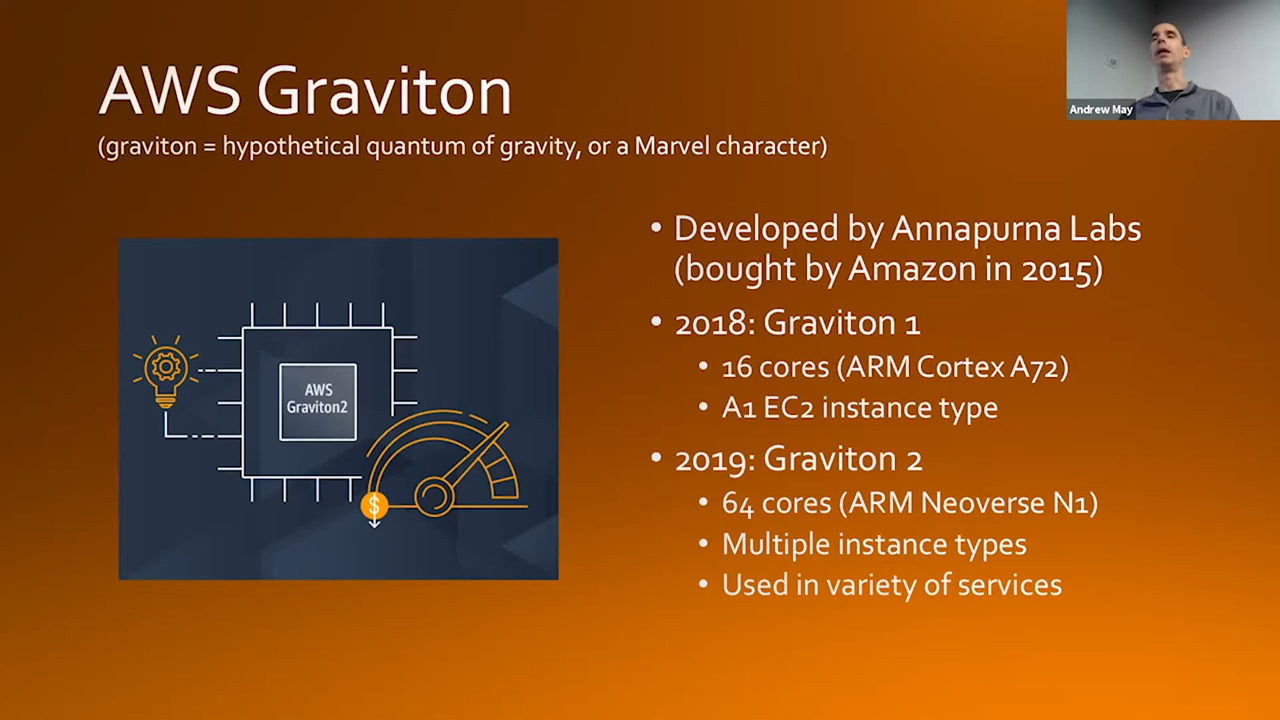 AWS Graviton
(graviton = hypothetical quantum of gravity, or a Marvel character)
Andrew May
AWS
Graviton2
$
• Developed by Annapurna Labs
(bought by Amazon in 2015)
• 2018: Graviton 1
• 16 cores (ARM Cortex A72)
• A1 EC2 instance type
• 2019: Graviton 2
• 64 cores (ARM Neoverse N1)
• Multiple instance types
• Used in variety of services